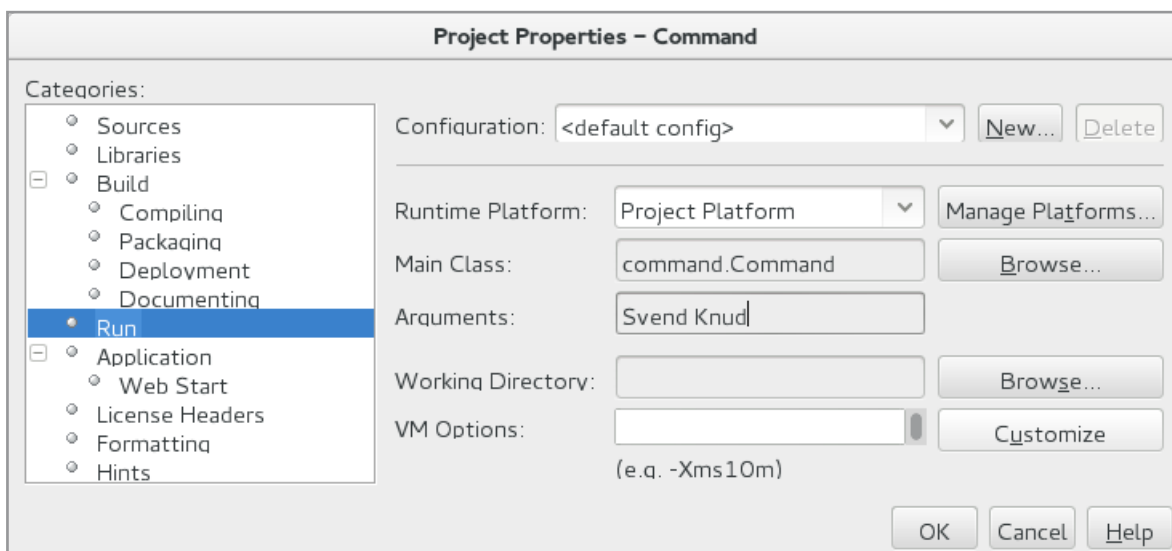 Project Properties – Command
Categories:
Sources
Libraries
Build
Compiling
Packaging
Deployment
Documenting
Run
Application
Web Start
License Headers
Formatting
Hints
Configuration: <default config> New... Delete
Runtime Platform: Project Platform Manage Platforms...
Main Class: command.Command Browse...
Arguments: Svend Knud
Working Directory: Browse...
VM Options: Customize
(e.g. -Xms10m)
OK Cancel Help